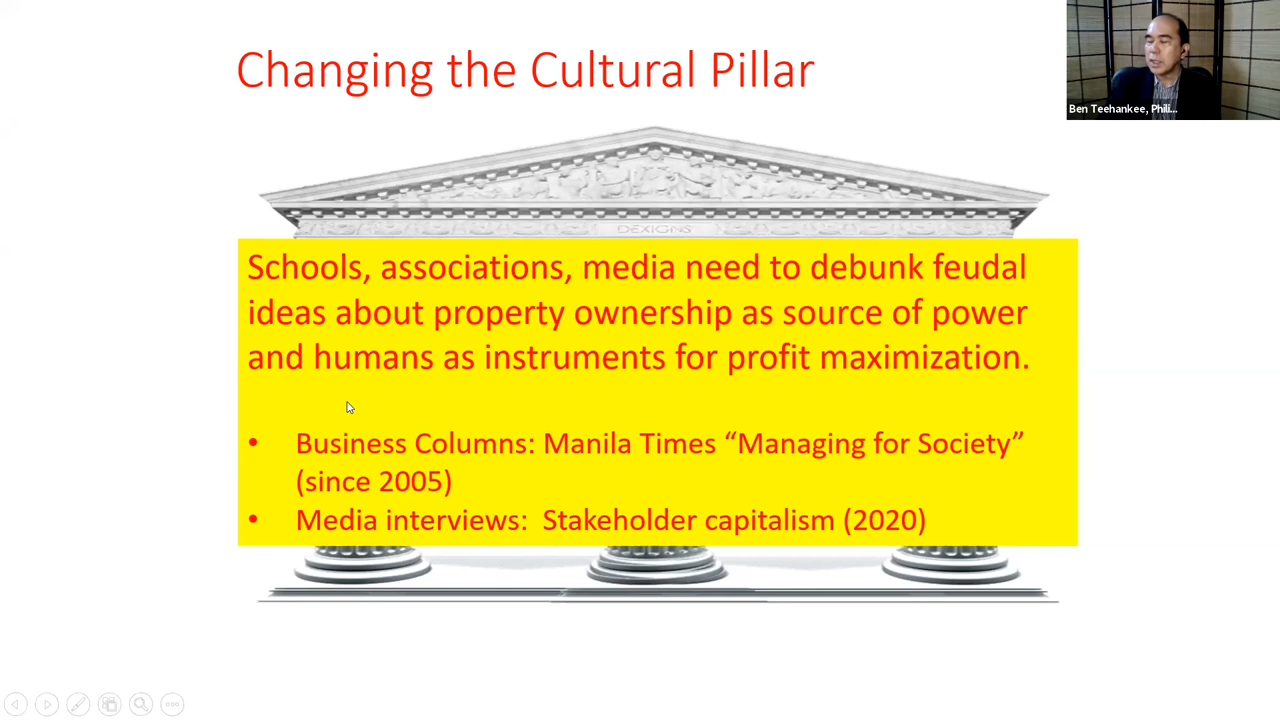 Changing the Cultural Pillar
Ben Teehankee, Phili...
DEXIGNS
Schools, associations, media need to debunk feudal
ideas about property ownership as source of power
and humans as instruments for profit maximization.
• Business Columns: Manila Times “Managing for Society”
(since 2005)
• Media interviews:  Stakeholder capitalism (2020)